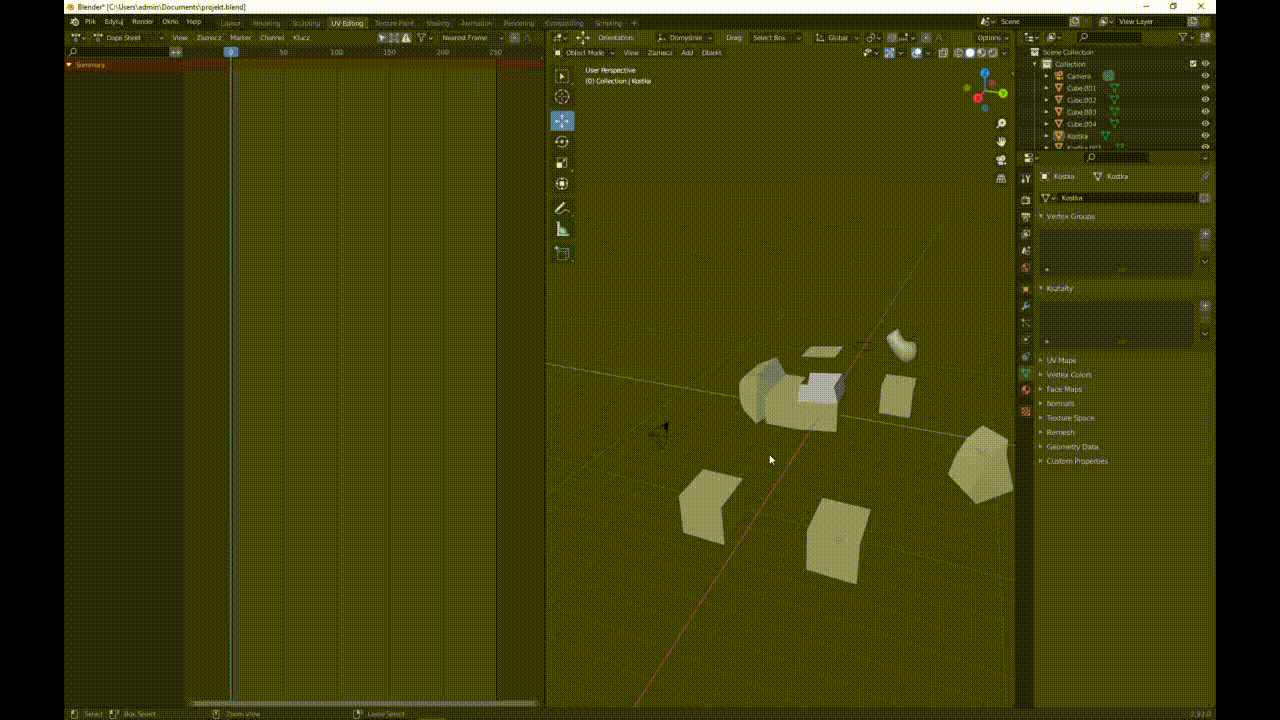 Blender* [C:\Users\admin\Documents\projekt.blend]
Plik Edytuj Render Okno Help Layout Modeling Sculpting UV Editing Texture Paint Shading Animation Rendering Compositing Scripting + Scene View Layer
Dope Sheet View Zaznacz Marker Channel Klucz Nearest Frame Orientation: Domyślnie Drag: Select Box Global Options
Object Mode View Zaznacz Add Obiekt
0 50 100 150 200 250
Summary
User Perspective
(0) Collection | Kostka
X
Y
Z
Scene Collection
Collection
Camera
Cube.001
Cube.002
Cube.003
Cube.004
Kostka
Kostka Kostka
Kostka
Vertex Groups
Kształty
UV Maps
Vertex Colors
Face Maps
Normals
Texture Space
Remesh
Geometry Data
Custom Properties
Select Box Select Zoom View Lasso Select 2.92.0